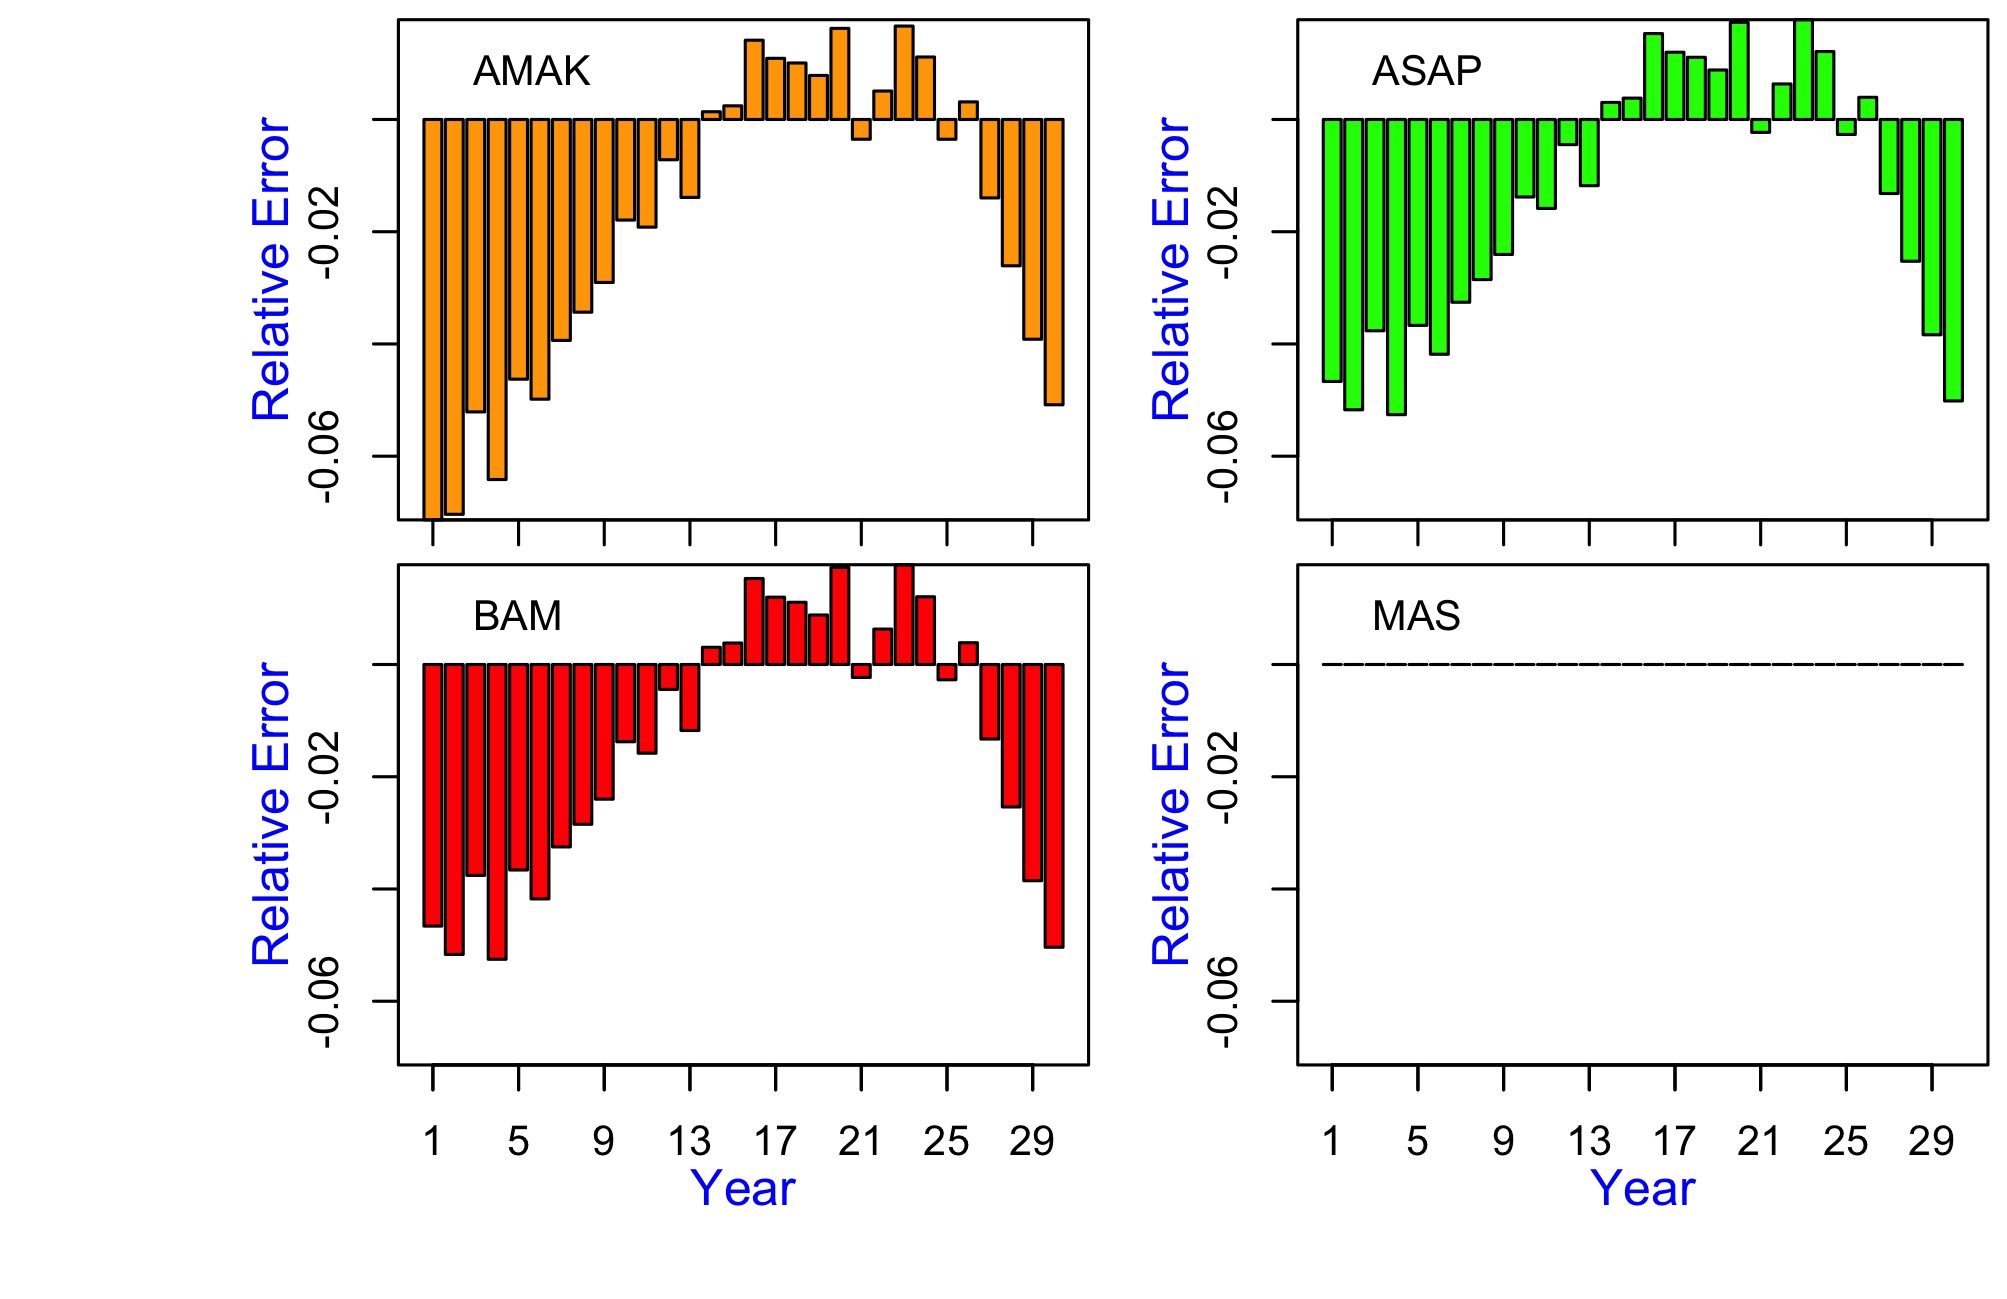 AMAK
Relative Error
-0.02
-0.06
ASAP
Relative Error
-0.02
-0.06
BAM
Relative Error
-0.02
-0.06
1 5 9 13 17 21 25 29
Year
MAS
Relative Error
-0.02
-0.06
1 5 9 13 17 21 25 29
Year